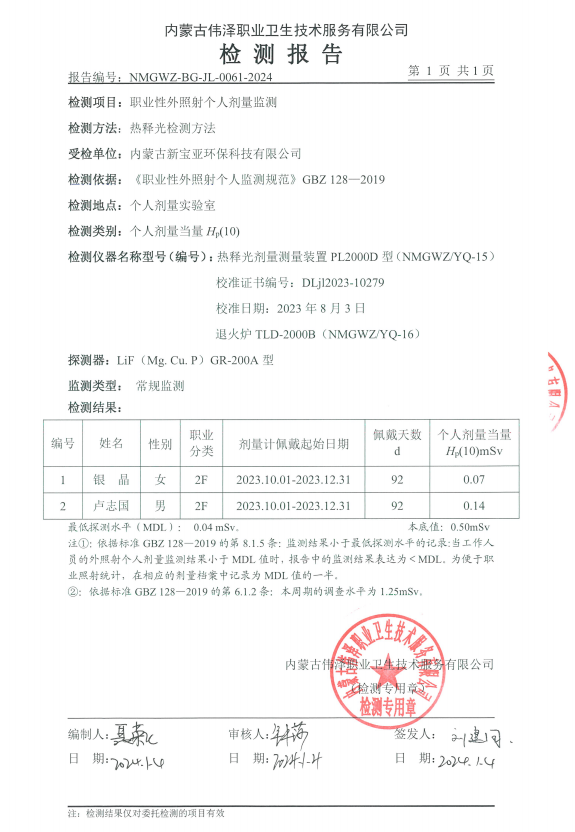 内蒙古伟泽职业卫生技术服务有限公司
检测报告
报告编号：NMGWZ-BG-JL-0061-2024
第 1 页 共1页
检测项目：职业性外照射个人剂量监测
检测方法：热释光检测方法
受检单位：内蒙古新宝亚环保科技有限公司
检测依据：《职业性外照射个人监测规范》GBZ 128—2019
检测地点：个人剂量实验室
检测类别：个人剂量当量 Hp(10)
检测仪器名称型号（编号）：热释光剂量测量装置 PL2000D 型（NMGWZ/YQ-15）
校准证书编号：DLjl2023-10279
校准日期：2023 年 8 月 3 日
退火炉 TLD-2000B（NMGWZ/YQ-16）
探测器：LiF（Mg. Cu. P）GR-200A 型
监测类型： 常规监测
检测结果：
编号 姓名 性别 职业分类 剂量计佩戴起始日期 佩戴天数 d 个人剂量当量 Hp(10)mSv
1 银 晶 女 2F 2023.10.01-2023.12.31 92 0.07
2 卢志国 男 2F 2023.10.01-2023.12.31 92 0.14
最低探测水平（MDL）： 0.04 mSv。 本底值：0.50mSv
注①：依据标准 GBZ 128—2019 的第 8.1.5 条：监测结果小于最低探测水平的记录:当工作人
员的外照射个人剂量监测结果小于 MDL 值时，报告中的监测结果表达为＜MDL。为便于职
业照射统计，在相应的剂量档案中记录为 MDL 值的一半。
②：依据标准 GBZ 128—2019 的第 6.1.2 条：本周期的调查水平为 1.25mSv。
内蒙古伟泽职业卫生技术服务有限公司
（检测专用章）
检测专用章
编制人： 审核人： 签发人：
日 期：2024.1.4 日 期：2024.1.4 日 期：2024.1.4
注：检测结果仅对委托检测的项目有效